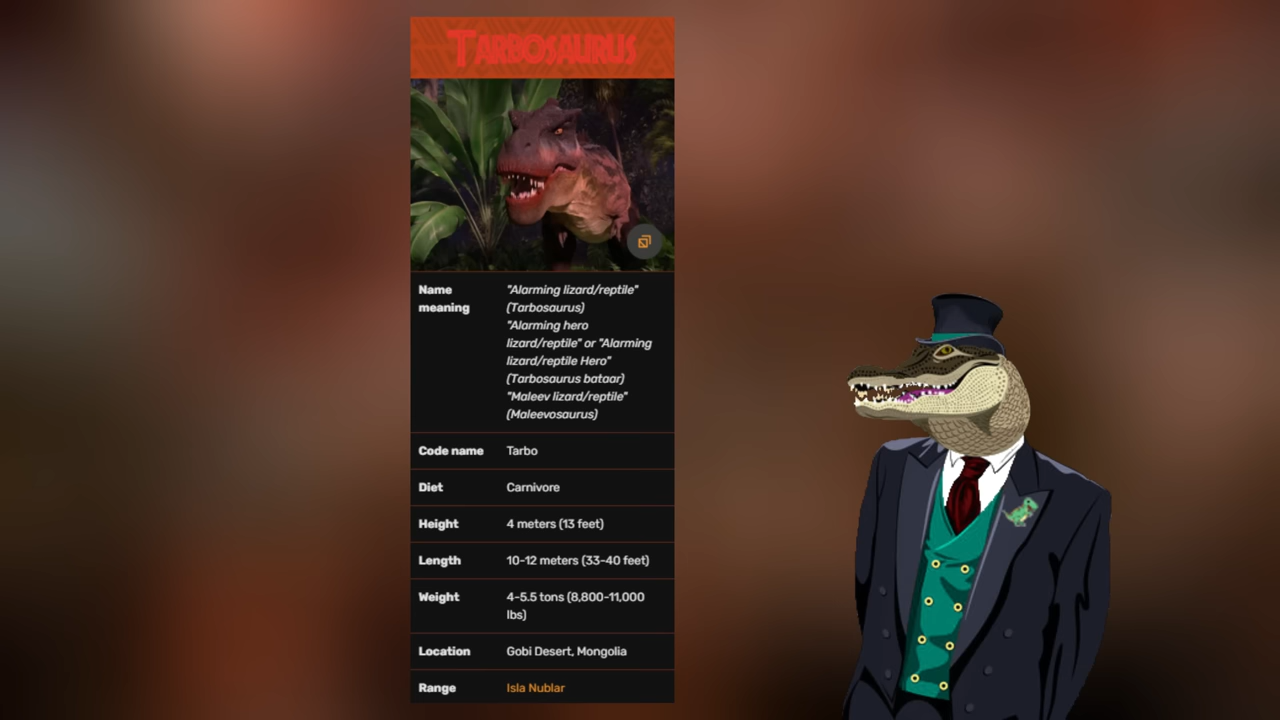 TARBOSAURUS
Name meaning
"Alarming lizard/reptile"
(Tarbosaurus)
"Alarming hero
lizard/reptile" or "Alarming
lizard/reptile Hero"
(Tarbosaurus bataar)
"Maleev lizard/reptile"
(Maleevosaurus)
Code name Tarbo
Diet Carnivore
Height 4 meters (13 feet)
Length 10-12 meters (33-40 feet)
Weight 4-5.5 tons (8,800-11,000
lbs)
Location Gobi Desert, Mongolia
Range Isla Nublar